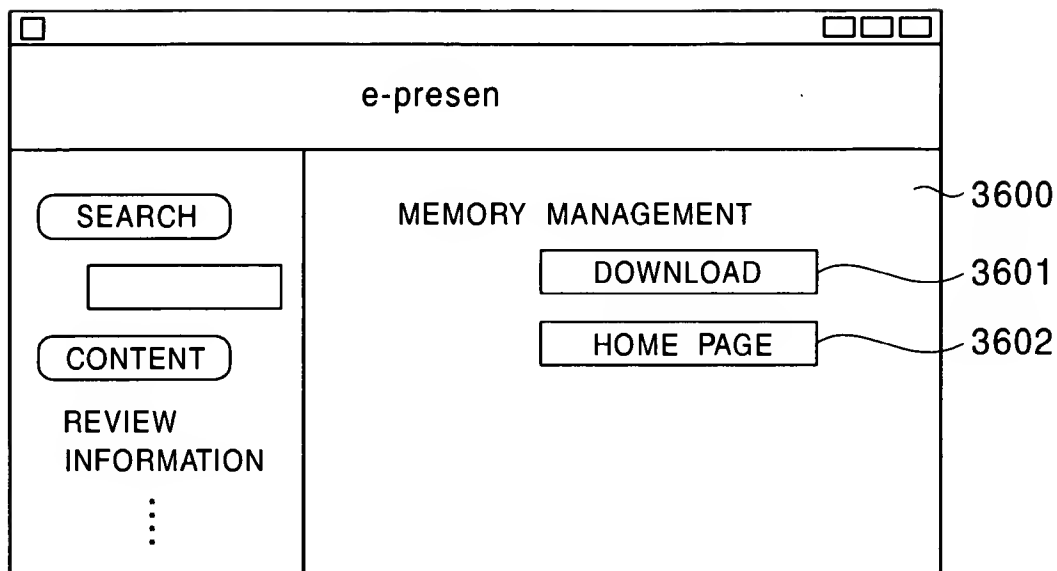 e-presen
SEARCH
CONTENT
REVIEW
INFORMATION
MEMORY MANAGEMENT
DOWNLOAD
HOME PAGE
3600
3601
3602